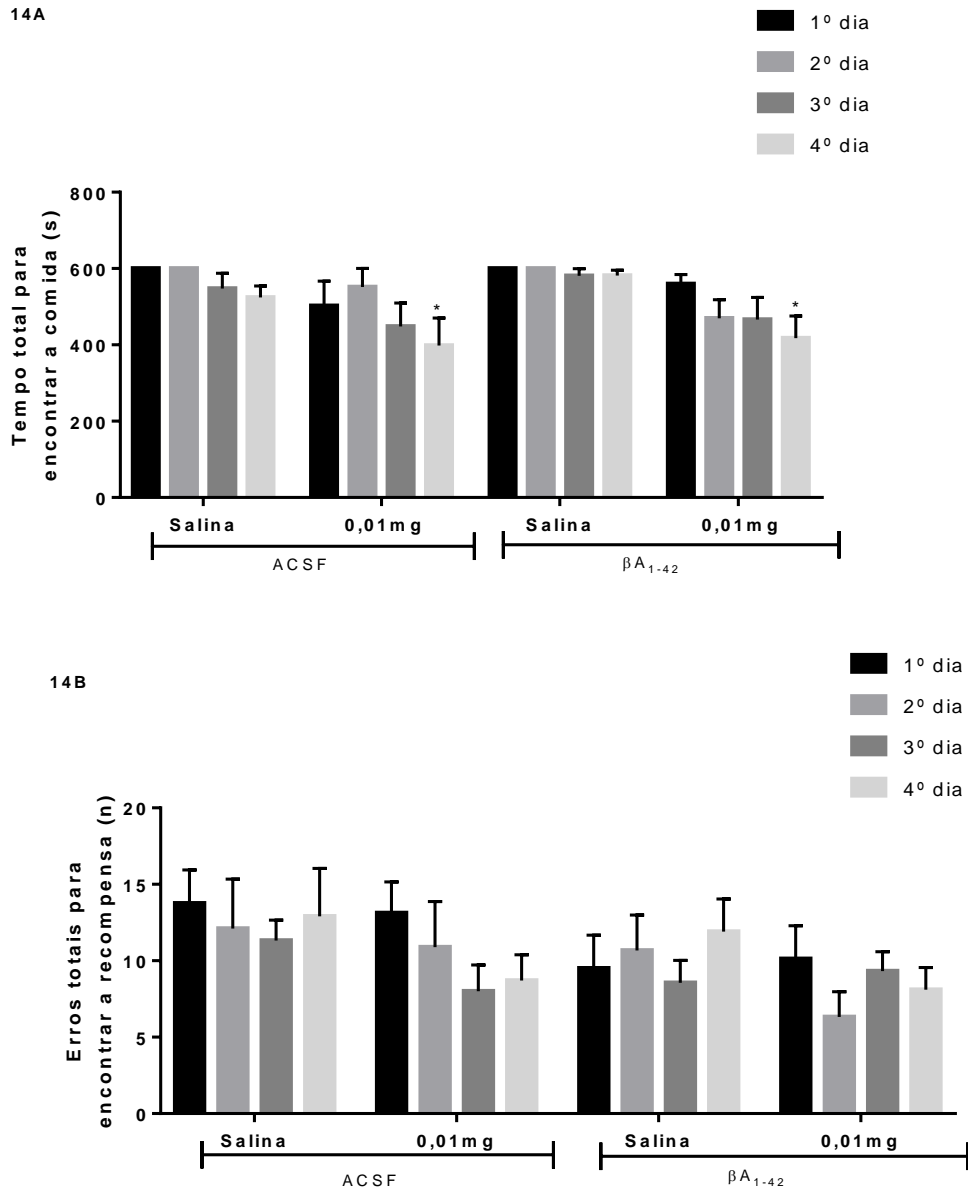 14A
1º dia
2º dia
3º dia
4º dia
Tempo total para
encontrar a comida (s)
800
600
400
200
0
*
*
Salina
0,01mg
Salina
0,01mg
ACSF
βA1-42
14B
1º dia
2º dia
3º dia
4º dia
Erros totais para
encontrar a recompensa (n)
20
15
10
5
0
Salina
0,01mg
Salina
0,01mg
ACSF
βA1-42